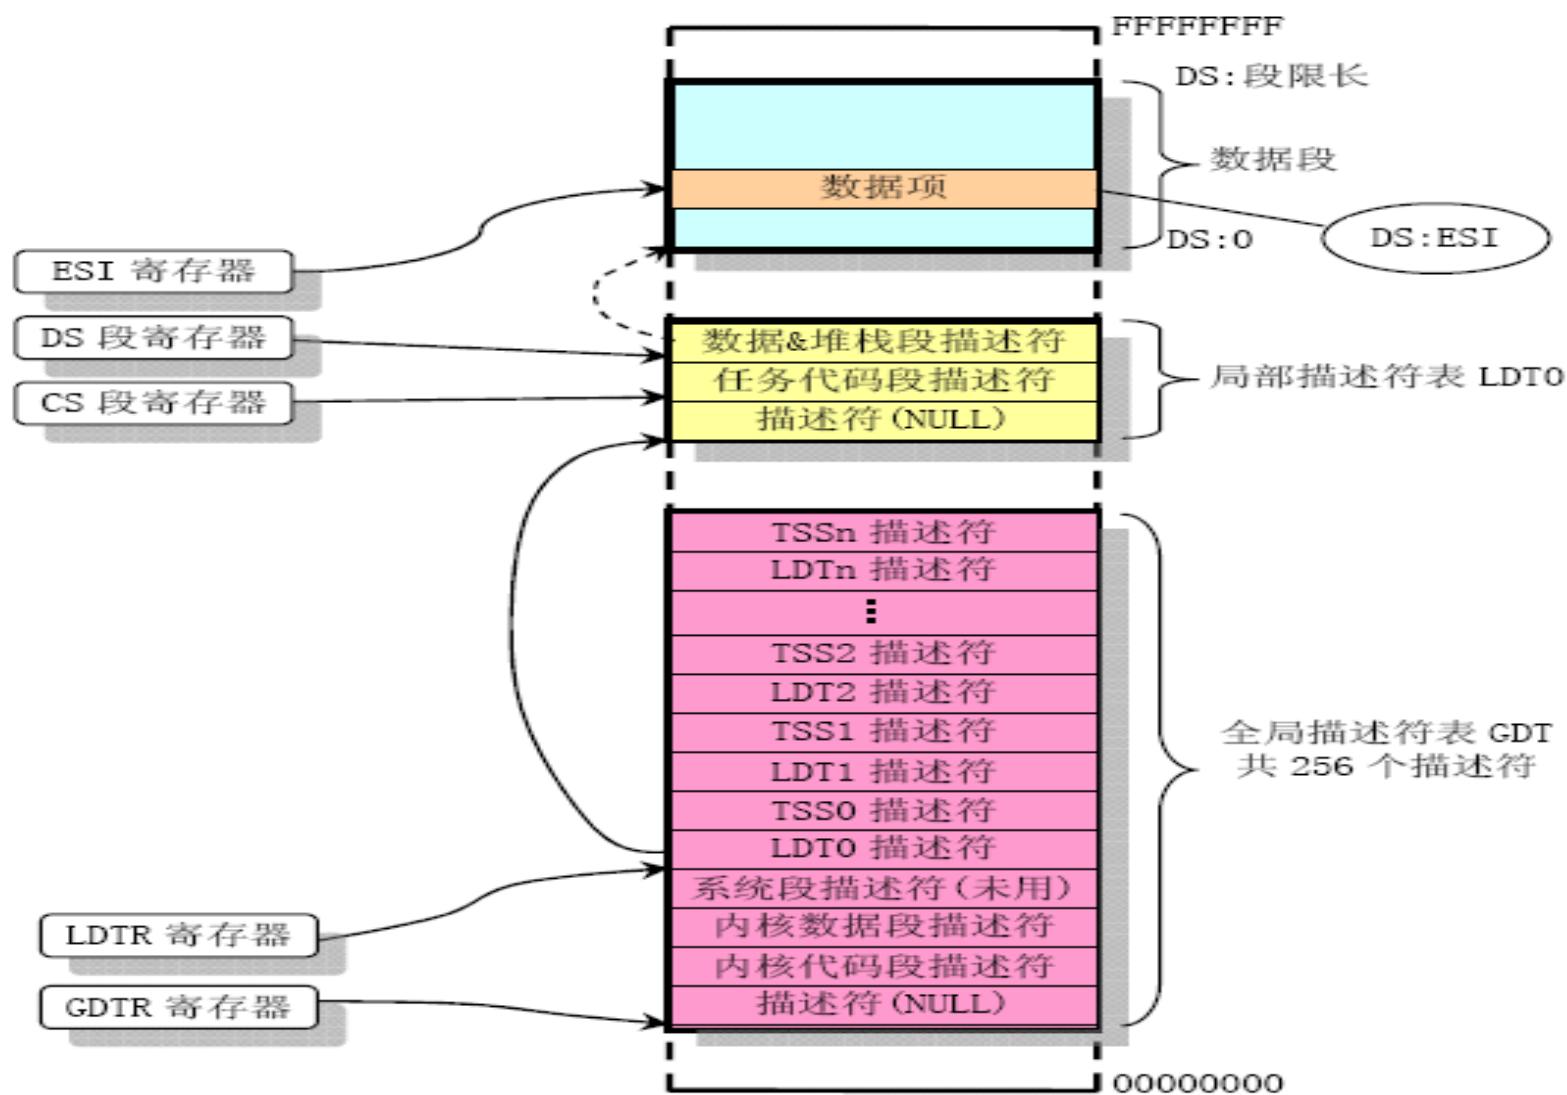 FFFFFFFF
DS:段限长
数据段
数据项
DS:0
DS:ESI
ESI 寄存器
DS 段寄存器
CS 段寄存器
数据&堆栈段描述符
任务代码段描述符
描述符(NULL)
局部描述符表 LDT0
TSSn 描述符
LDTn 描述符
⋮
TSS2 描述符
LDT2 描述符
TSS1 描述符
LDT1 描述符
TSS0 描述符
LDT0 描述符
系统段描述符(未用)
内核数据段描述符
内核代码段描述符
描述符(NULL)
全局描述符表 GDT
共 256 个描述符
LDTR 寄存器
GDTR 寄存器
00000000